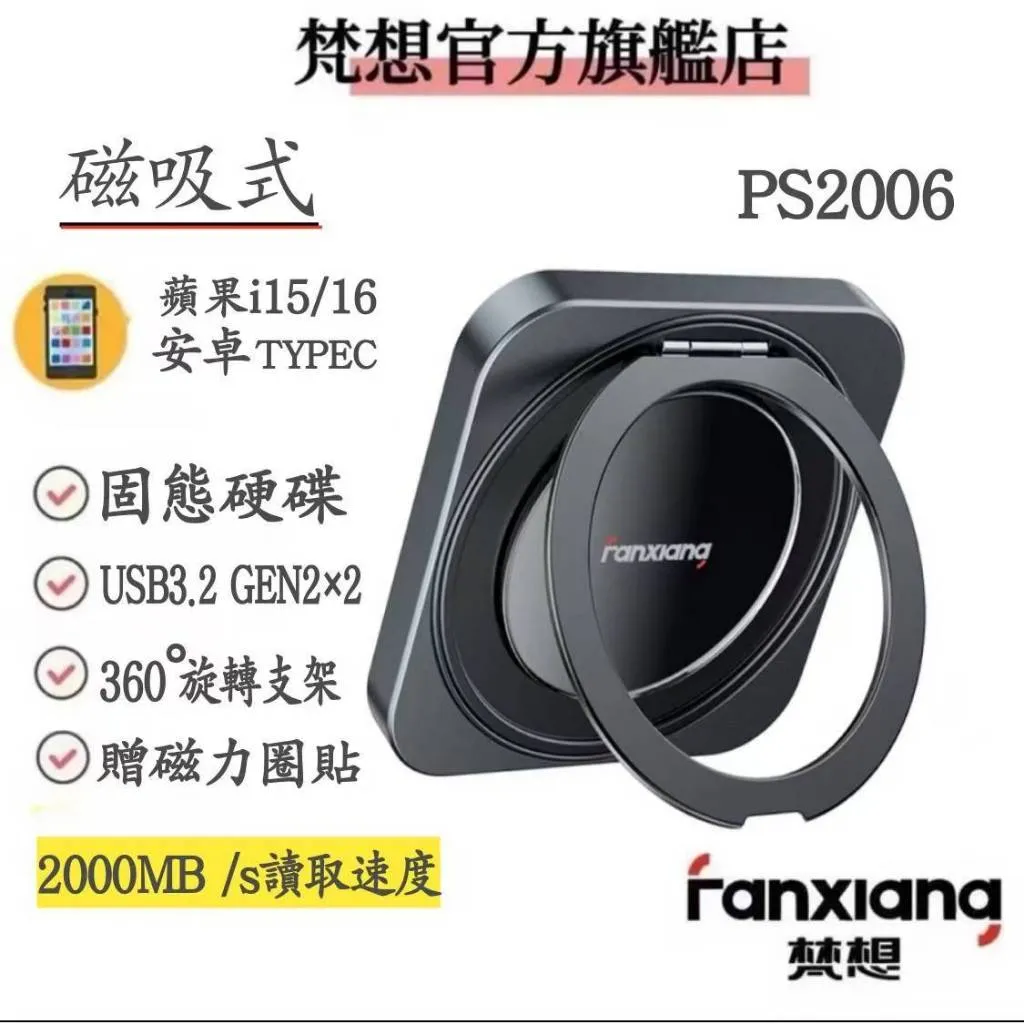 梵想官方旗艦店
磁吸式
PS2006
蘋果i15/16
安卓TYPEC
固態硬碟
USB3.2 GEN2×2
360°旋轉支架
贈磁力圈貼
2000MB /s讀取速度
fanxiang
fanxiang
梵想